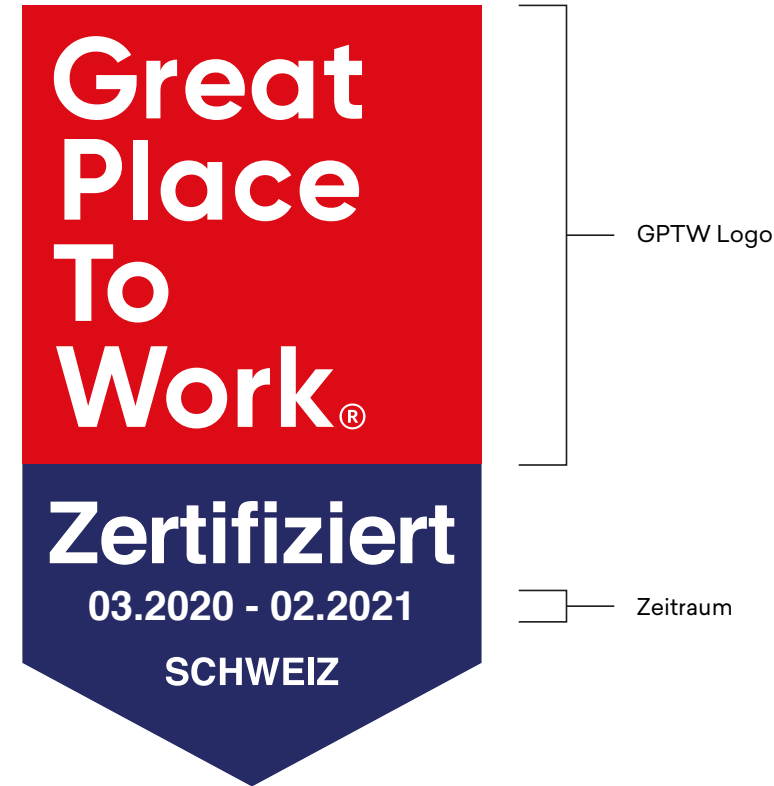 Great
Place
To
Work®
GPTW Logo
Zertifiziert
03.2020 - 02.2021
Zeitraum
SCHWEIZ